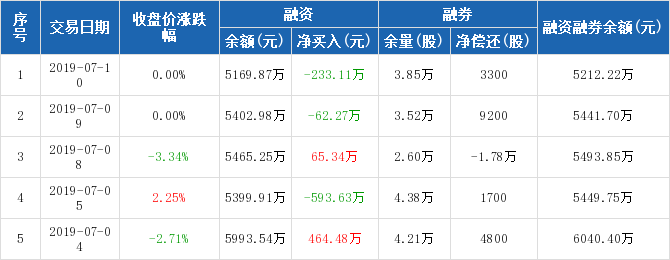 序号 交易日期 收盘价涨跌幅 融资 融券 融资融券余额(元)
余额(元) 净买入(元) 余量(股) 净偿还(股)
1 2019-07-10 0.00% 5169.87万 -233.11万 3.85万 3300 5212.22万
2 2019-07-09 0.00% 5402.98万 -62.27万 3.52万 9200 5441.70万
3 2019-07-08 -3.34% 5465.25万 65.34万 2.60万 -1.78万 5493.85万
4 2019-07-05 2.25% 5399.91万 -593.63万 4.38万 1700 5449.75万
5 2019-07-04 -2.71% 5993.54万 464.48万 4.21万 4800 6040.40万